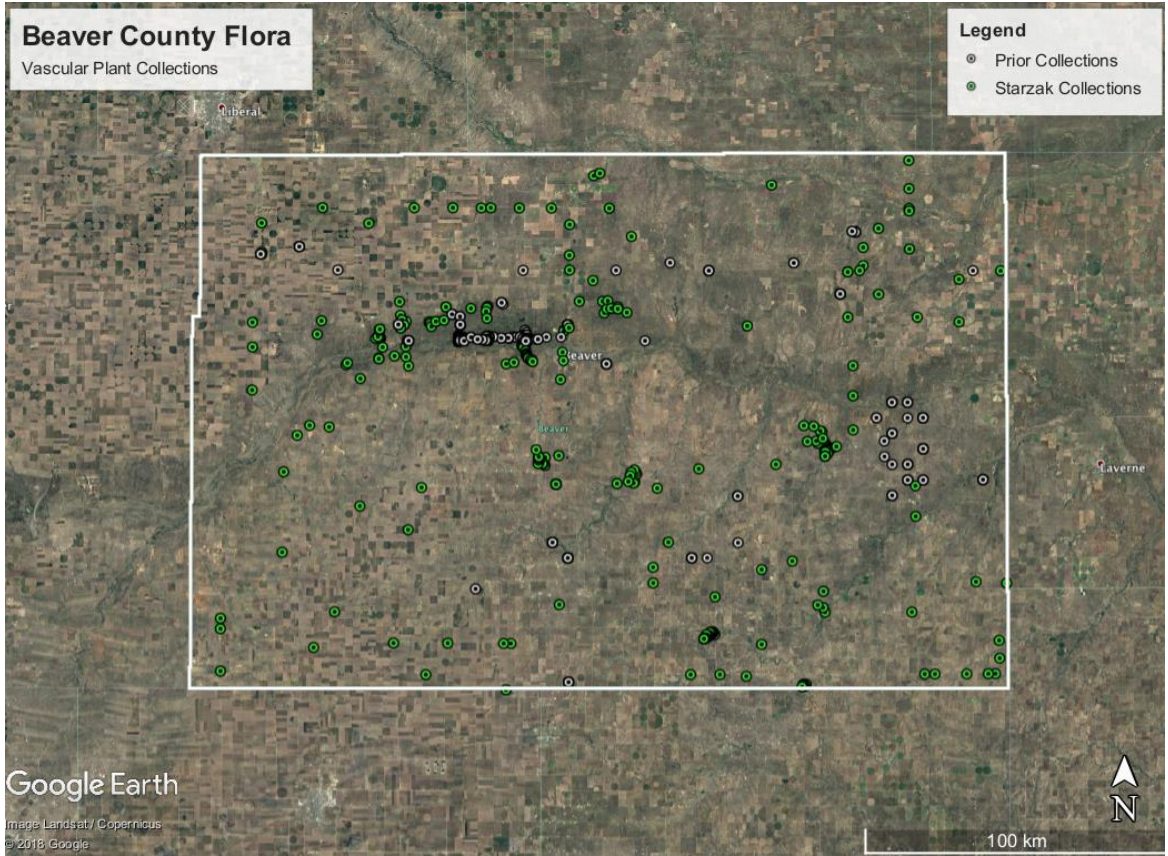 Beaver County Flora
Vascular Plant Collections
Legend
Prior Collections
Starzak Collections
Liberal
Beaver
Beaver
Laverne
Google Earth
Image Landsat / Copernicus
© 2018 Google
N
100 km